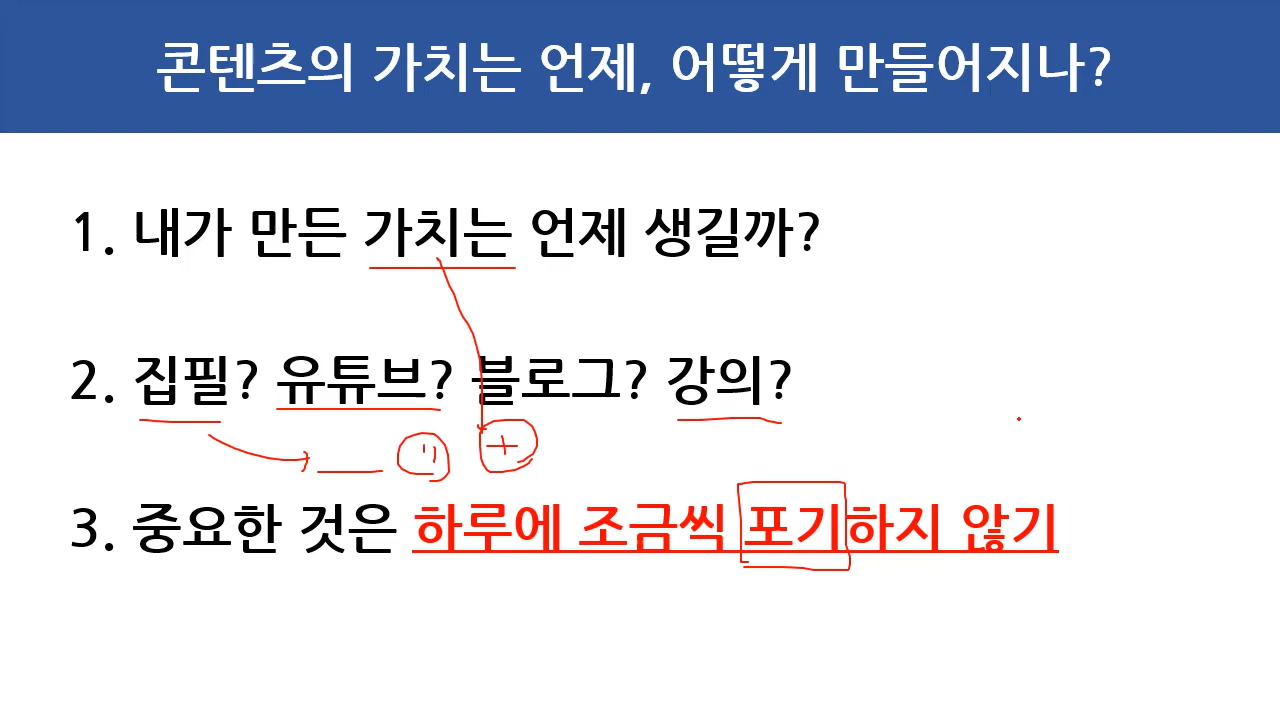 콘텐츠의 가치는 언제, 어떻게 만들어지나?
1. 내가 만든 가치는 언제 생길까?
2. 집필? 유튜브? 블로그? 강의?
+
3. 중요한 것은 하루에 조금씩 포기하지 않기